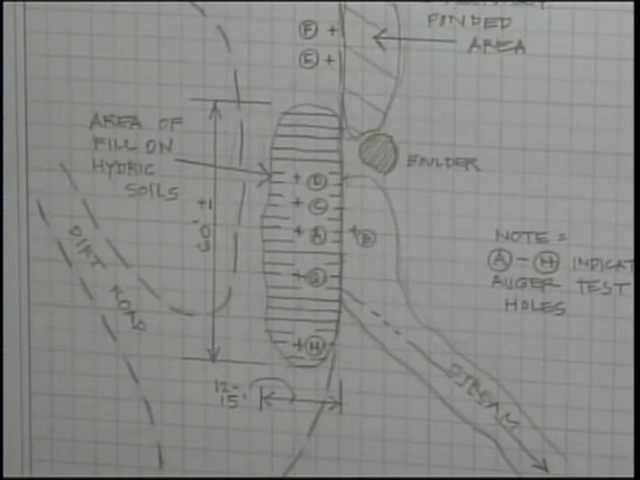 PONDED
AREA
F +
E +
AREA OF
FILL ON
HYDRIC
SOILS
BOULDER
+ D
+ C
+ A
+ B
+ G
+ H
NOTE =
A - H INDICAT
AUGER TEST
HOLES
DIRT
ROAD
12-
15'
STREAM